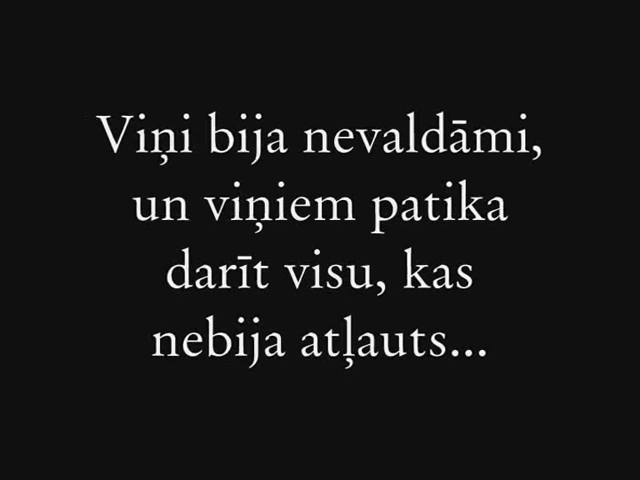 Viņi bija nevaldāmi,
un viņiem patika
darīt visu, kas
nebija atļauts...